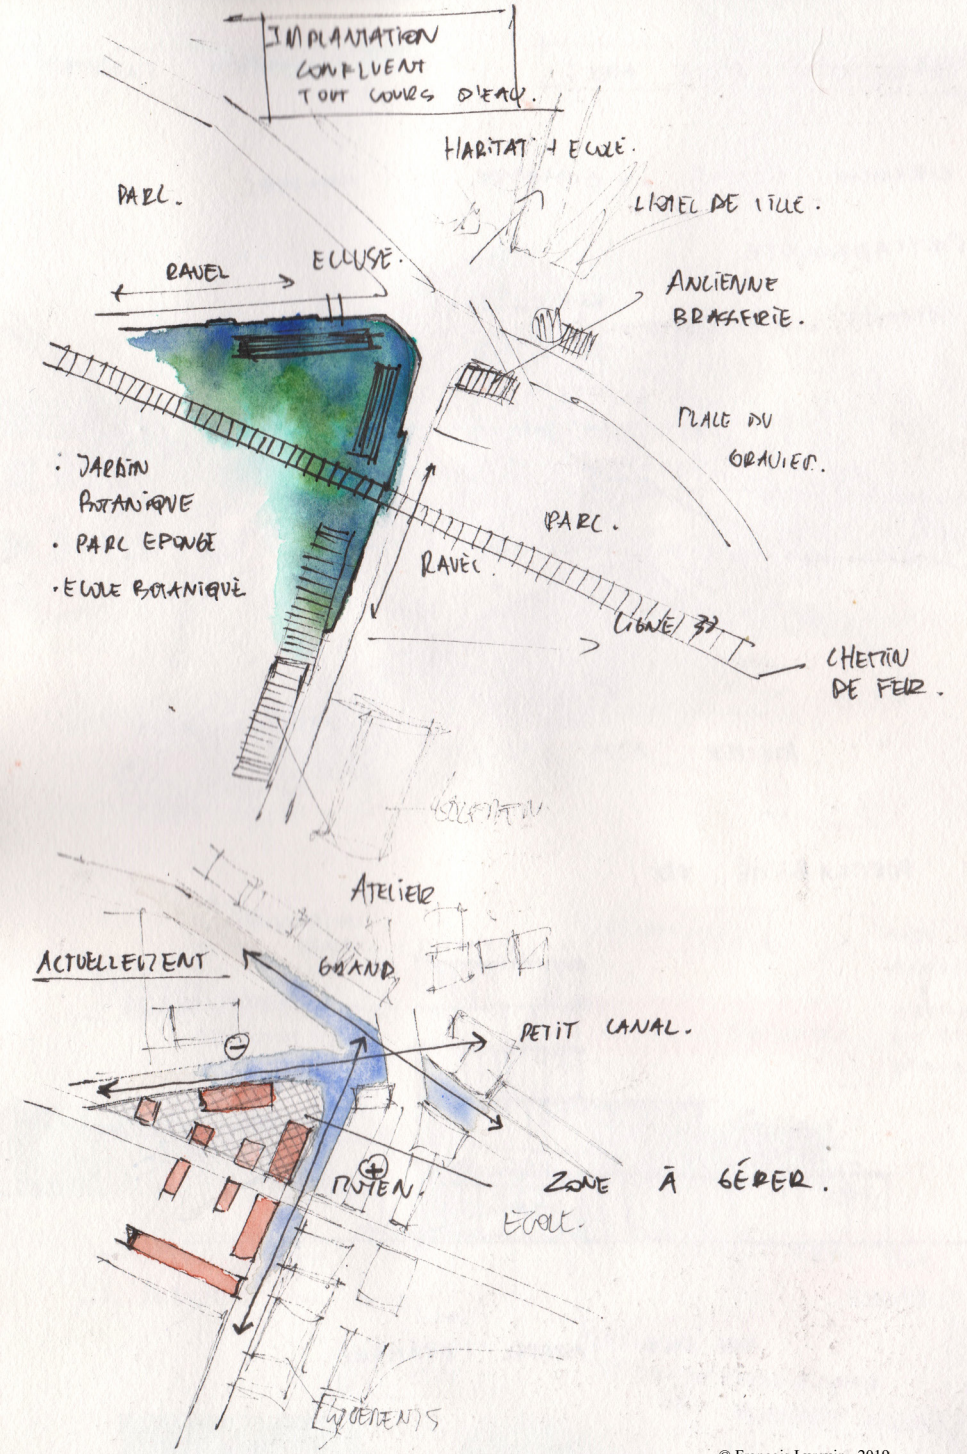 IMPLANTATION
CONFLUENT
TOUT COURS D'EAU.
HABITAT + ECOLE.
PARC.
HOTEL DE VILLE.
ECLUSE.
RAVEL
ANCIENNE
BRASSERIE.
PLACE DU
GRAVIER.
• JARDIN
BOTANIQUE
• PARC EPONGE
• ECOLE BOTANIQUE
PARC.
RAVEL.
LIGNE
CHEMIN
DE FER.
ATELIER
ACTUELLEMENT
GRAND
PETIT CANAL.
-
+
MOYEN.
ZONE À GÉRER.
ECOLE.
LOGEMENTS